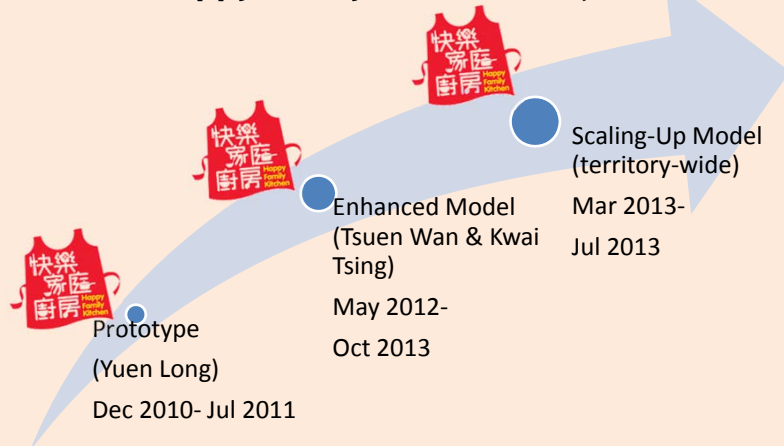 快樂
家庭
廚房
Happy
Family
Kitchen
Scaling-Up Model
(territory-wide)
Mar 2013-
Jul 2013
快樂
家庭
廚房
Happy
Family
Kitchen
Enhanced Model
(Tsuen Wan & Kwai
Tsing)
May 2012-
Oct 2013
快樂
家庭
廚房
Happy
Family
Kitchen
Prototype
(Yuen Long)
Dec 2010- Jul 2011